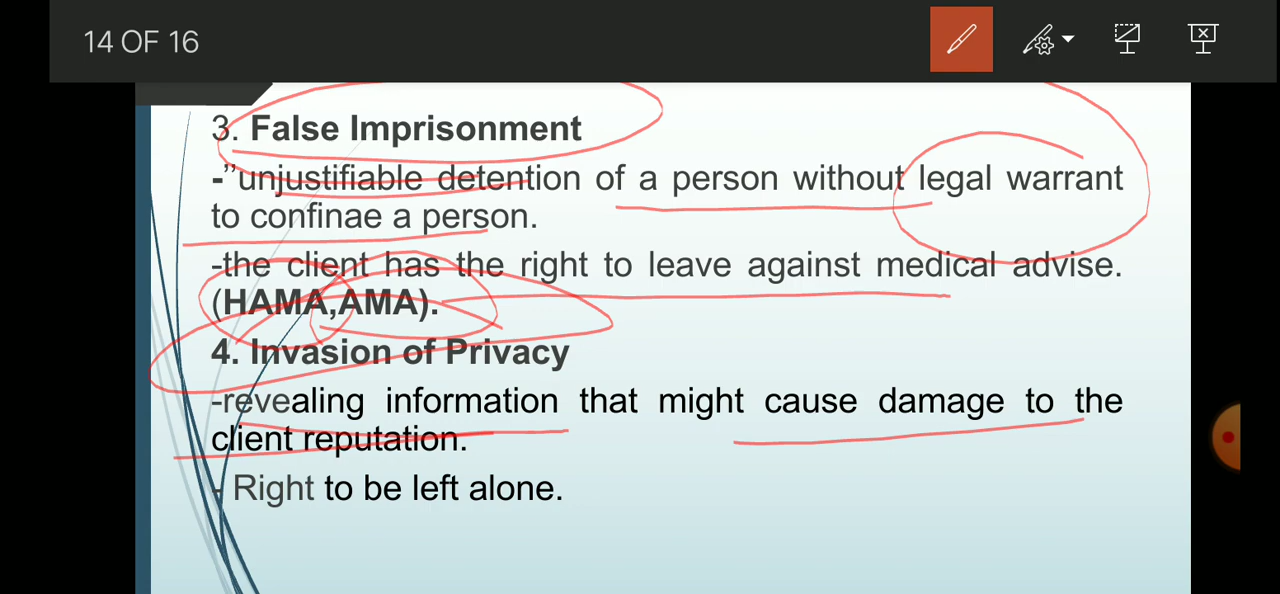 14 OF 16
3. False Imprisonment
-”unjustifiable detention of a person without legal warrant
to confinae a person.
-the client has the right to leave against medical advise.
(HAMA,AMA).
4. Invasion of Privacy
-revealing information that might cause damage to the
client reputation.
- Right to be left alone.